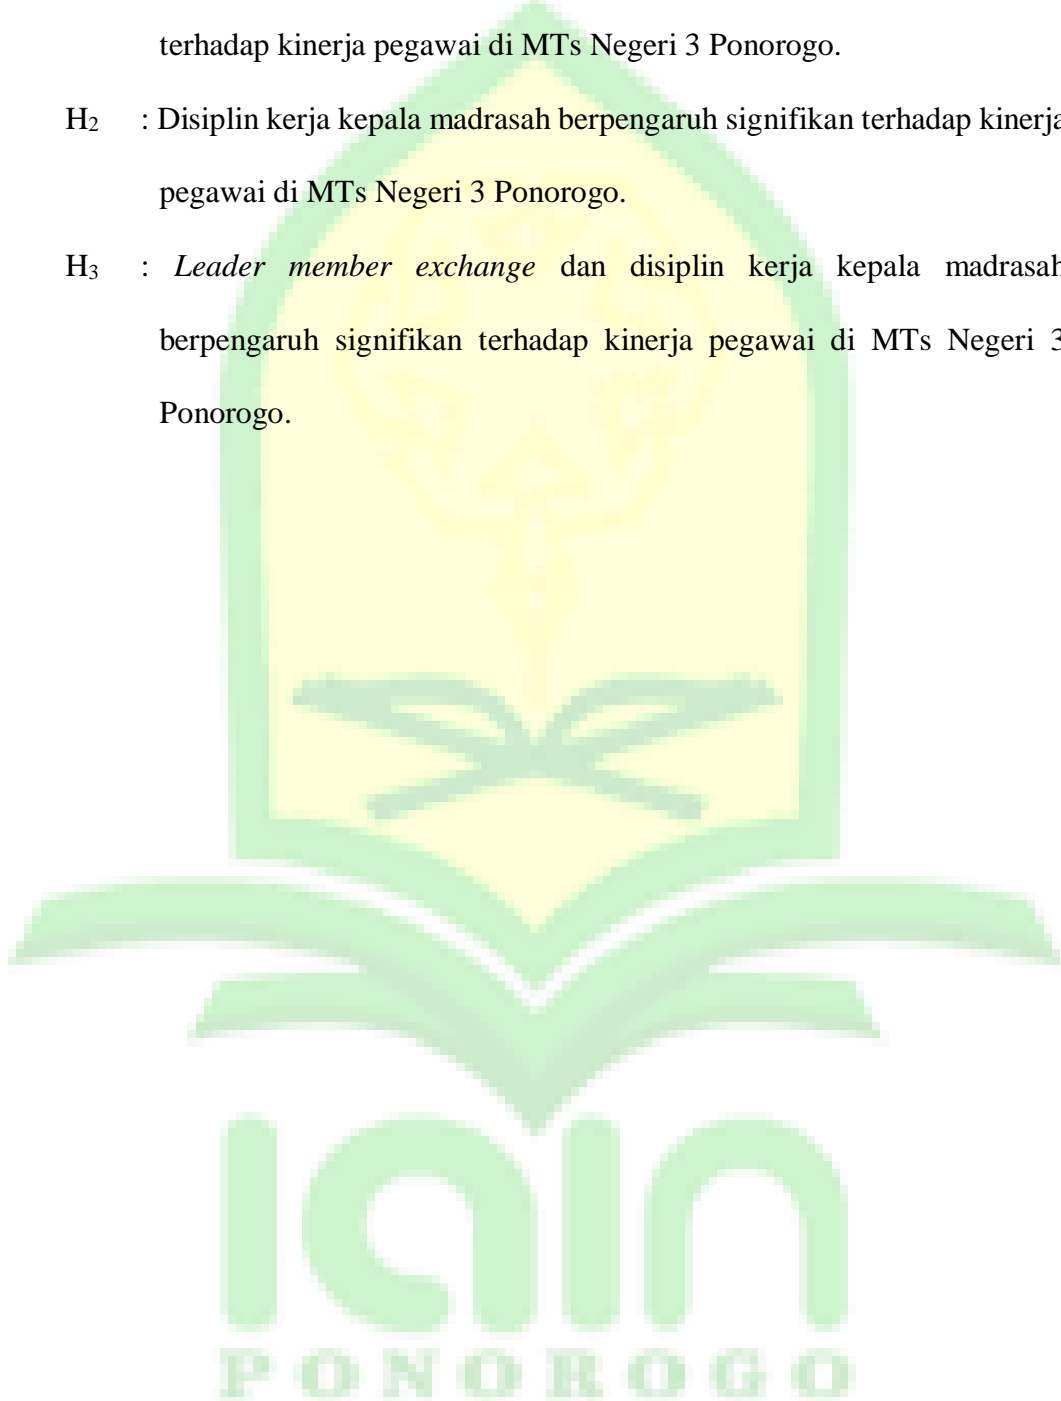 terhadap kinerja pegawai di MTs Negeri 3 Ponorogo.
H₂ : Disiplin kerja kepala madrasah berpengaruh signifikan terhadap kinerja
pegawai di MTs Negeri 3 Ponorogo.
H₃ : Leader member exchange dan disiplin kerja kepala madrasah
berpengaruh signifikan terhadap kinerja pegawai di MTs Negeri 3
Ponorogo.
iain
PONOROGO